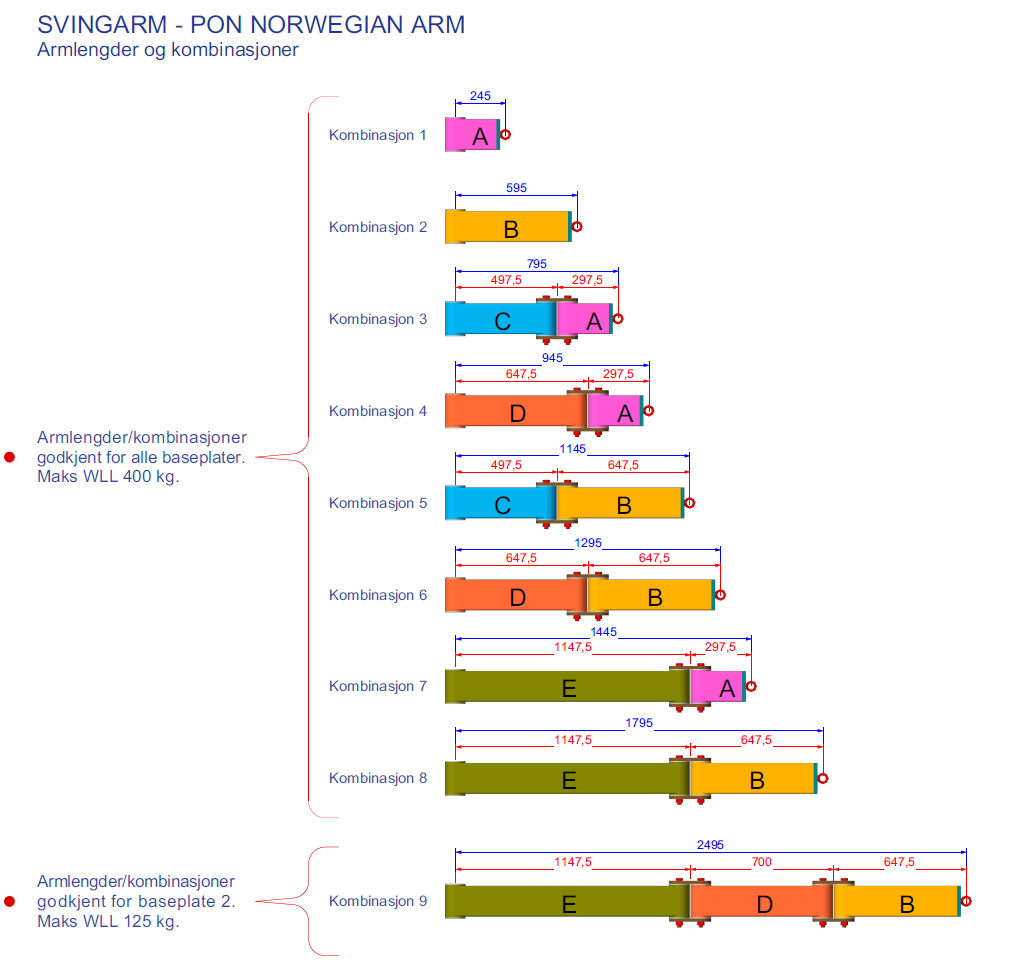 SVINGARM - PON NORWEGIAN ARM
Armlengder og kombinasjoner
245
Kombinasjon 1
A
595
Kombinasjon 2
B
795
497,5 297,5
Kombinasjon 3
C A
945
647,5 297,5
Kombinasjon 4
D A
Armlengder/kombinasjoner
godkjent for alle baseplater.
Maks WLL 400 kg.
1145
497,5 647,5
Kombinasjon 5
C B
1295
647,5 647,5
Kombinasjon 6
D B
1445
1147,5 297,5
Kombinasjon 7
E A
1795
1147,5 647,5
Kombinasjon 8
E B
Armlengder/kombinasjoner
godkjent for baseplate 2.
Maks WLL 125 kg.
2495
1147,5 700 647,5
Kombinasjon 9
E D B